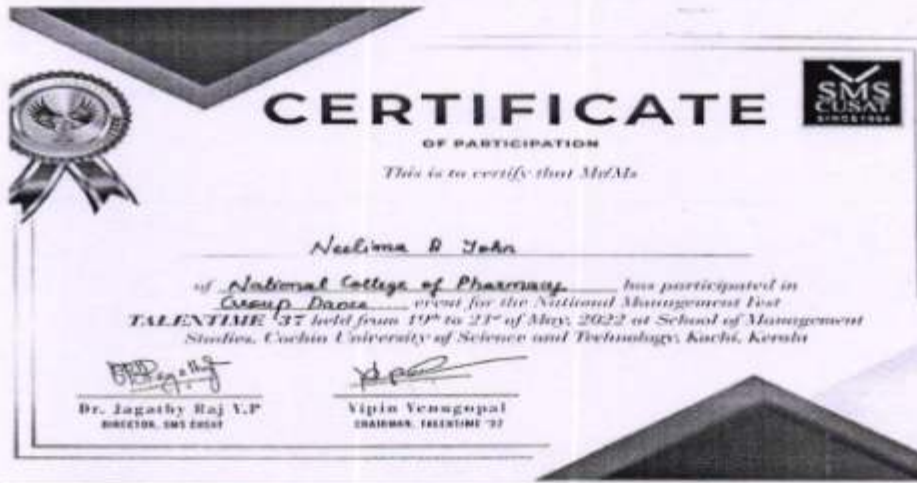 CERTIFICATE
SMS
CUSAT
SINCE 1964
OF PARTICIPATION
This is to certify that Mr/Ms
Neelima R John
of National College of Pharmacy has participated in
Group Dance event for the National Management Fest
TALENTIME '37 held from 19th to 21st of May, 2022 at School of Management
Studies, Cochin University of Science and Technology, Kochi, Kerala
Dr. Jagathy Raj V.P
DIRECTOR, SMS CUSAT
Vipin Venugopal
CHAIRMAN, TALENTIME '37